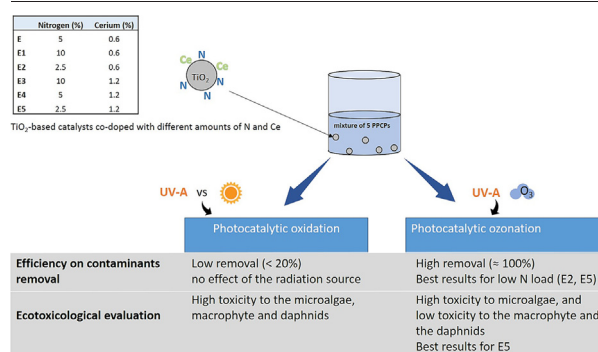 Nitrogen (%) Cerium (%)
E 5 0.6
E1 10 0.6
E2 2.5 0.6
E3 10 1.2
E4 5 1.2
E5 2.5 1.2
TiO₂-based catalysts co-doped with different amounts of N and Ce
N
Ce
Ce
TiO₂
N
N
N
mixture of 5 PPCPs
UV-A vs
UV-A O₃
Photocatalytic oxidation Photocatalytic ozonation
Efficiency on contaminants Low removal (< 20%) High removal (≈ 100%)
removal no effect of the radiation source Best results for low N load (E2, E5)
Ecotoxicological evaluation High toxicity to the microalgae, High toxicity to microalgae, and
macrophyte and daphnids low toxicity to the macrophyte and
the daphnids
Best results for E5